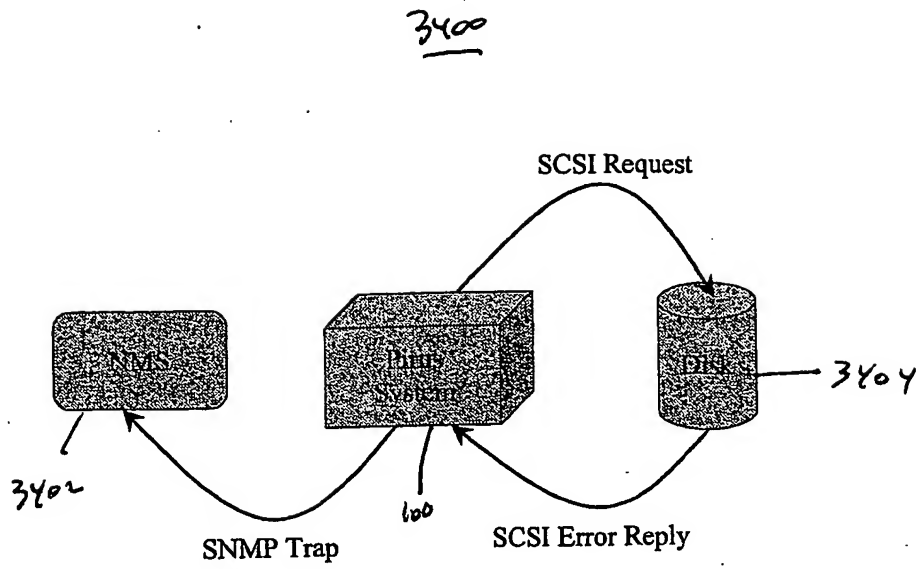 3400
SCSI Request
NMS
Pirus
System
Disk
3404
3402
100
SNMP Trap
SCSI Error Reply